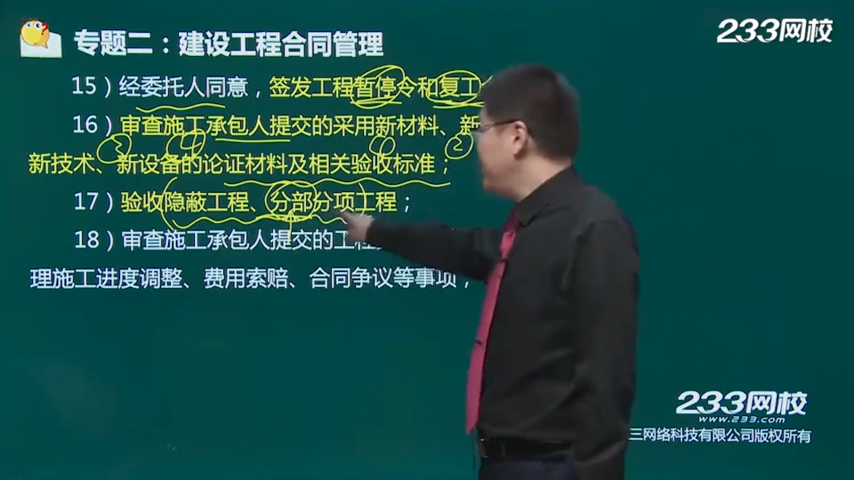 专题二：建设工程合同管理
233网校
15）经委托人同意，签发工程暂停令和复工
16）审查施工承包人提交的采用新材料、新
新技术、新设备的论证材料及相关验收标准；
17）验收隐蔽工程、分部分项工程；
18）审查施工承包人提交的工程
理施工进度调整、费用索赔、合同争议等事项；
233网校
www.233.com
三网络科技有限公司版权所有